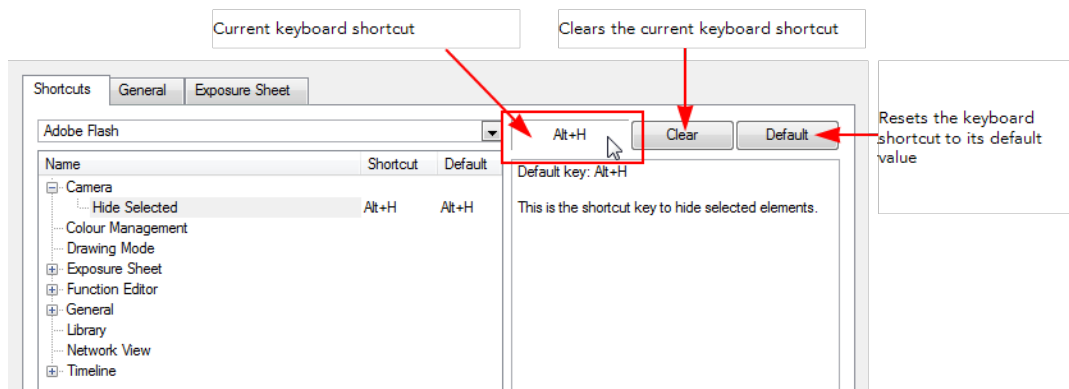 Current keyboard shortcut
Clears the current keyboard shortcut
Shortcuts General Exposure Sheet
Resets the keyboard
shortcut to its default
value
Adobe Flash
Alt+H Clear Default
Name Shortcut Default
Default key: Alt+H
Camera
Hide Selected Alt+H Alt+H
This is the shortcut key to hide selected elements.
Colour Management
Drawing Mode
Exposure Sheet
Function Editor
General
Library
Network View
Timeline